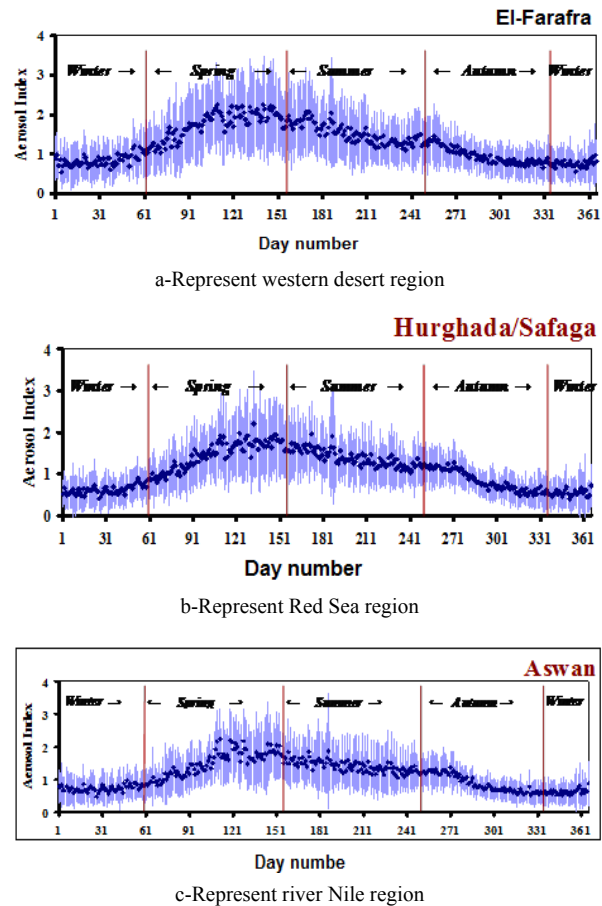 El-Farafra
Aerosol Index
4
3
2
1
0
Winter → ← Spring → ← Summer → ← Autumn → Winter
1 31 61 91 121 151 181 211 241 271 301 331 361
Day number
a-Represent western desert region
Hurghada/Safaga
Aerosol Index
4
3
2
1
0
Winter → ← Spring → ← Summer → ← Autumn → Winter
1 31 61 91 121 151 181 211 241 271 301 331 361
Day number
b-Represent Red Sea region
Aswan
Aerosol Index
4
3
2
1
0
Winter → ← Spring → ← Summer → ← Autumn → Winter
1 31 61 91 121 151 181 211 241 271 301 331 361
Day numbe
c-Represent river Nile region